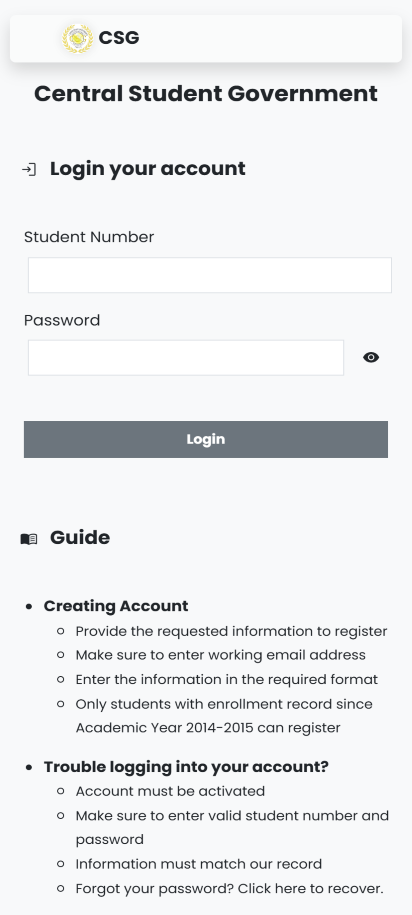 CSG
Central Student Government
Login your account
Student Number
Password
Login
Guide
Creating Account
Provide the requested information to register
Make sure to enter working email address
Enter the information in the required format
Only students with enrollment record since
Academic Year 2014-2015 can register
Trouble logging into your account?
Account must be activated
Make sure to enter valid student number and
password
Information must match our record
Forgot your password? Click here to recover.